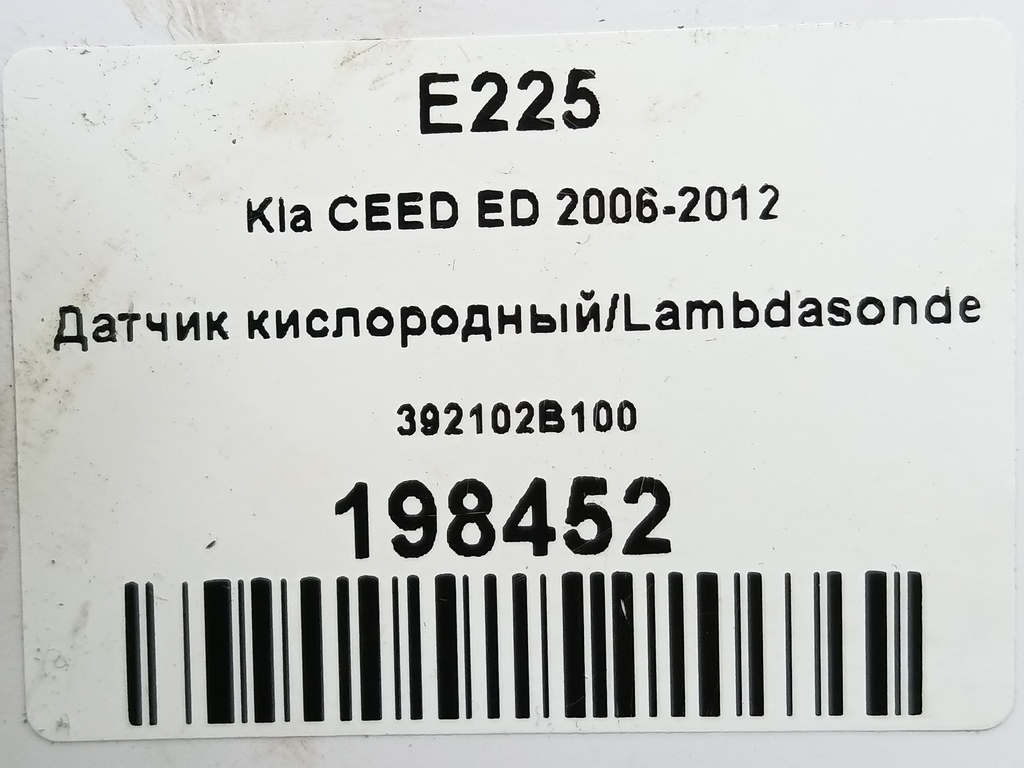 E225
Kia CEED ED 2006-2012
Датчик кислородный/Lambdasonde
392102B100
198452